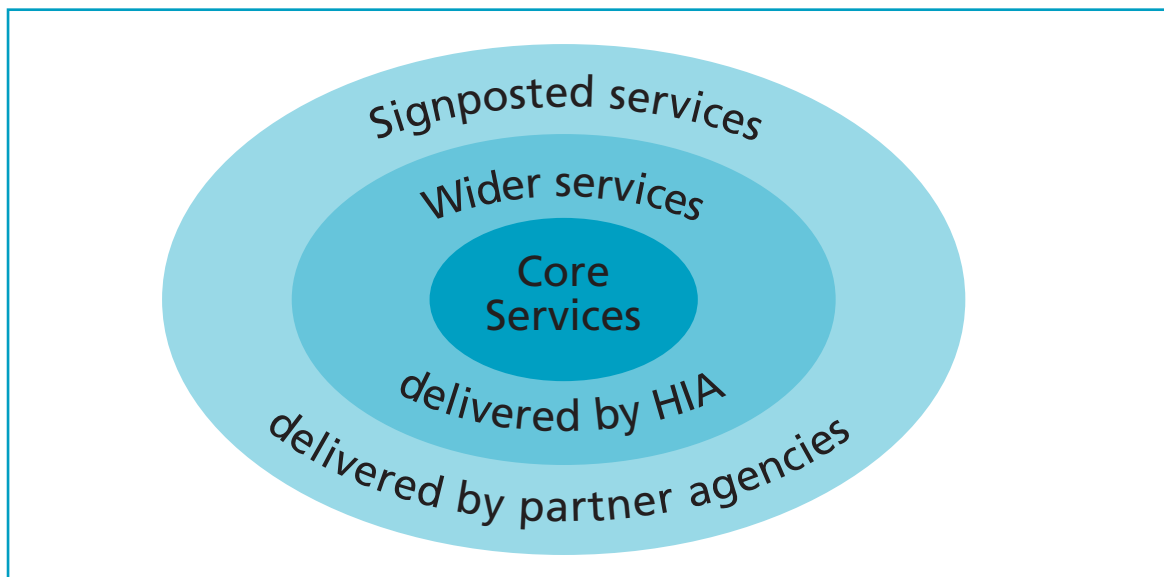 Signposted services
Wider services
Core
Services
delivered by HIA
delivered by partner agencies